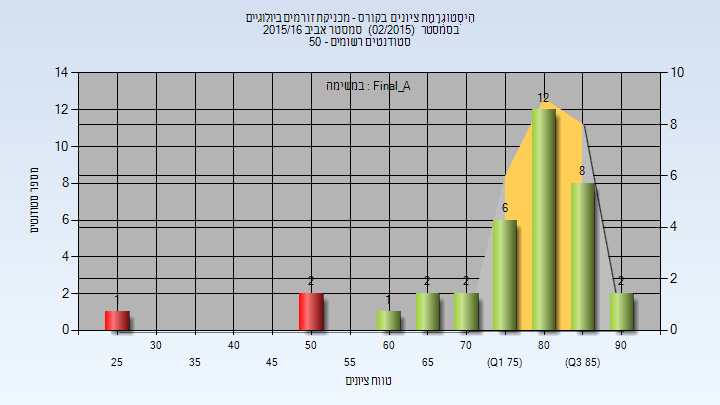 היסטוגרמת ציונים בקורס - מכניקת זורמים ביולוגיים
בסמסטר (02/2015) סמסטר אביב 2015/16
סטודנטים רשומים - 50
במשימה : Final_A
מספר סטודנטים
14
12
10
8
6
4
2
0
10
8
6
4
2
0
1
2
1
2
2
6
12
8
2
30 40 50 60 70 80 90
25 35 45 55 65 (Q1 75) (Q3 85)
טווח ציונים